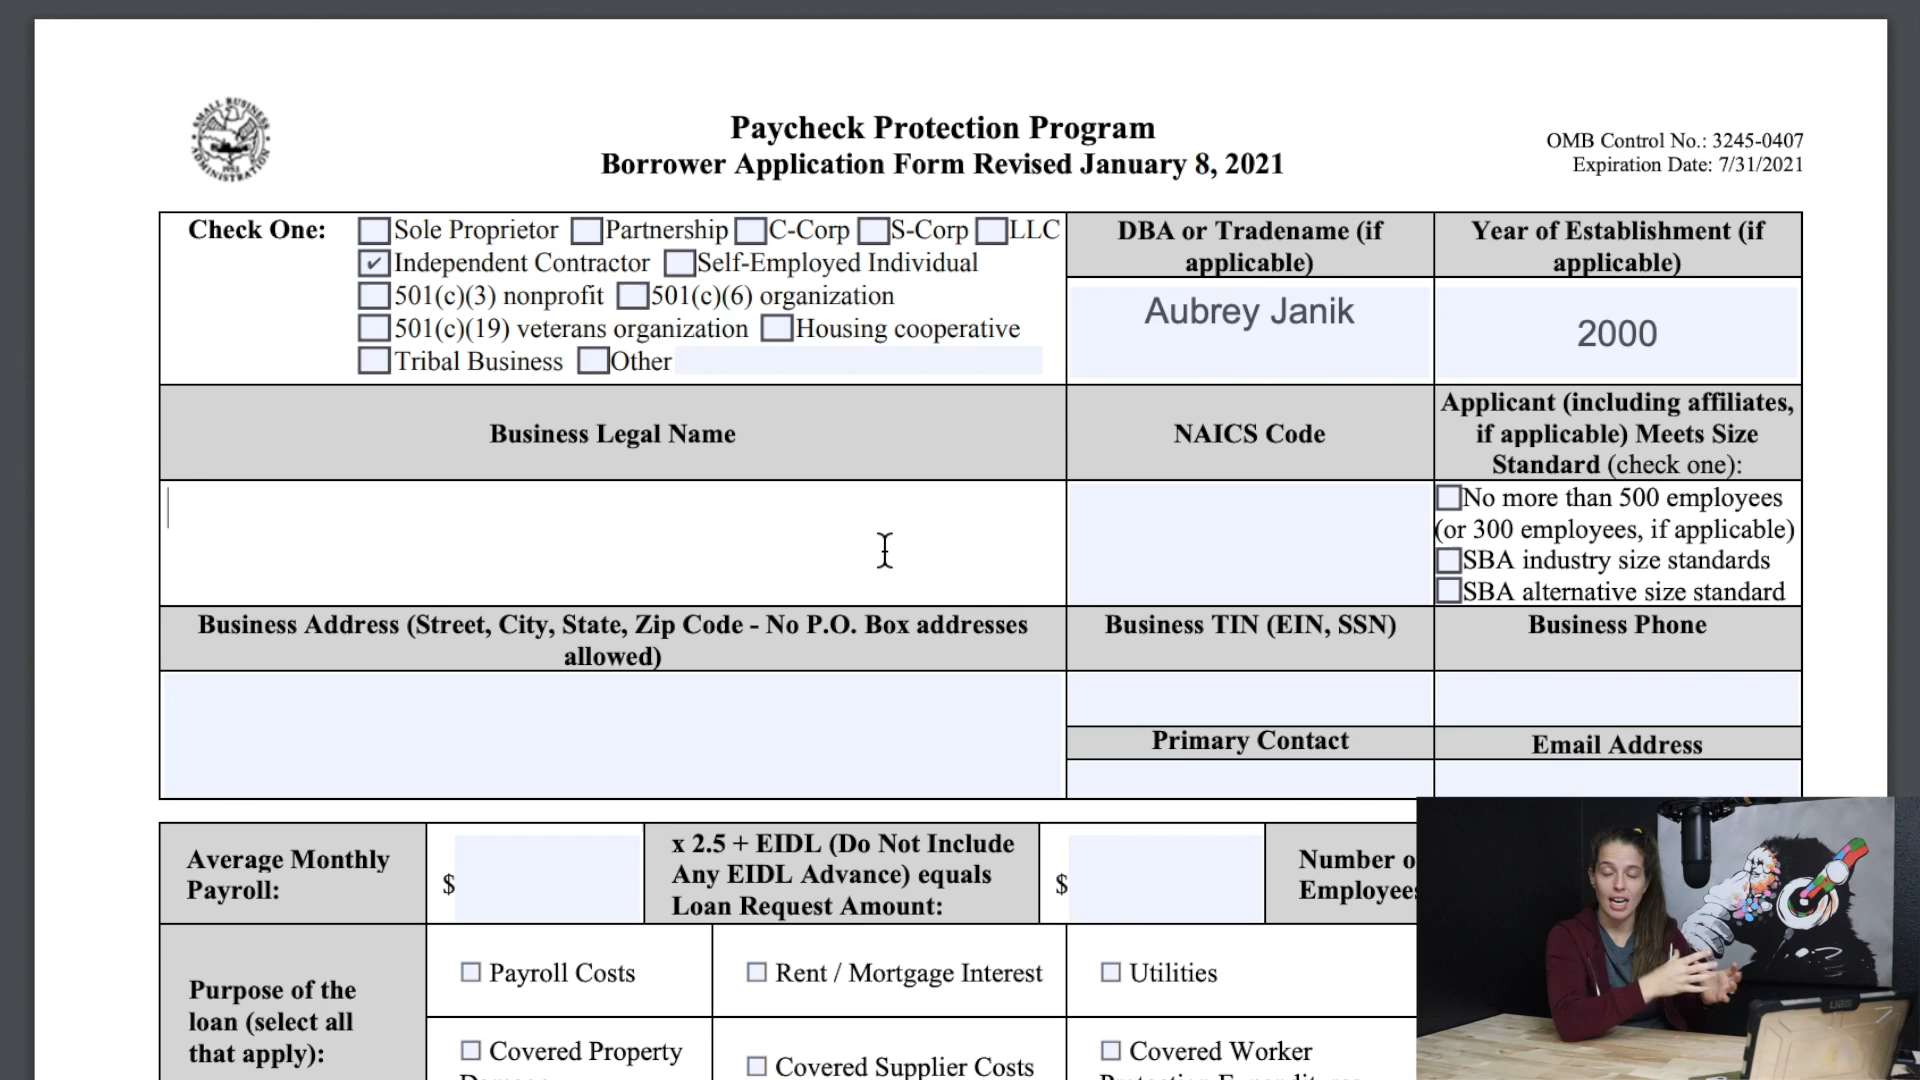 SMALL BUSINESS
ADMINISTRATION
Paycheck Protection Program
Borrower Application Form Revised January 8, 2021
OMB Control No.: 3245-0407
Expiration Date: 7/31/2021
Check One:
Sole Proprietor Partnership C-Corp S-Corp LLC
✓ Independent Contractor Self-Employed Individual
501(c)(3) nonprofit 501(c)(6) organization
501(c)(19) veterans organization Housing cooperative
Tribal Business Other
DBA or Tradename (if
applicable)
Aubrey Janik
Year of Establishment (if
applicable)
2000
Business Legal Name
NAICS Code
Applicant (including affiliates,
if applicable) Meets Size
Standard (check one):
No more than 500 employees
(or 300 employees, if applicable)
SBA industry size standards
SBA alternative size standard
Business Address (Street, City, State, Zip Code - No P.O. Box addresses
allowed)
Business TIN (EIN, SSN)
Business Phone
Primary Contact
Email Address
Average Monthly
Payroll:
$
x 2.5 + EIDL (Do Not Include
Any EIDL Advance) equals
Loan Request Amount:
$
Number o
Employees
Purpose of the
loan (select all
that apply):
Payroll Costs
Rent / Mortgage Interest
Utilities
Covered Property
Covered Supplier Costs
Covered Worker
UAG